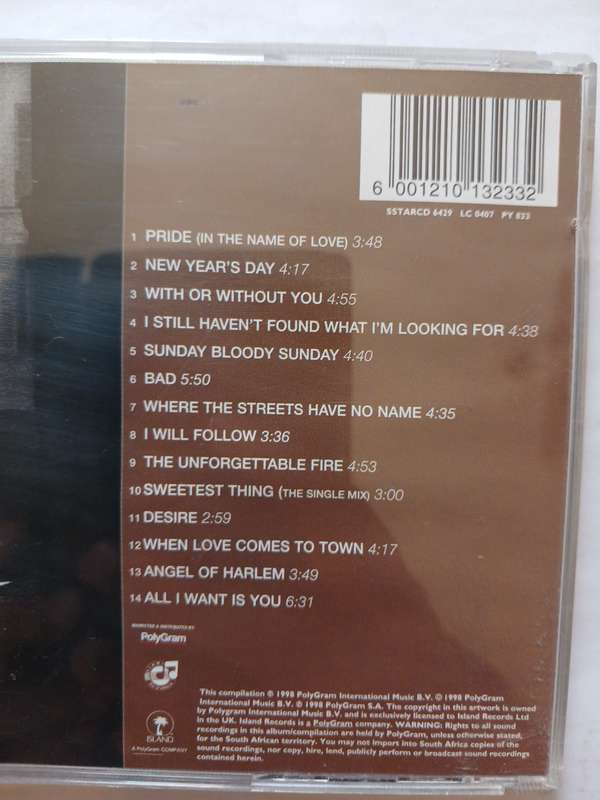 6 001210 132332
SSTARCD 6429 LC 0407 PY 833
1 PRIDE (IN THE NAME OF LOVE) 3:48
2 NEW YEAR'S DAY 4:17
3 WITH OR WITHOUT YOU 4:55
4 I STILL HAVEN'T FOUND WHAT I'M LOOKING FOR 4:38
5 SUNDAY BLOODY SUNDAY 4:40
6 BAD 5:50
7 WHERE THE STREETS HAVE NO NAME 4:35
8 I WILL FOLLOW 3:36
9 THE UNFORGETTABLE FIRE 4:53
10 SWEETEST THING (THE SINGLE MIX) 3:00
11 DESIRE 2:59
12 WHEN LOVE COMES TO TOWN 4:17
13 ANGEL OF HARLEM 3:49
14 ALL I WANT IS YOU 6:31
MARKETED & DISTRIBUTED BY
PolyGram
This compilation ℗ 1998 PolyGram International Music B.V. © 1998 PolyGram
International Music B.V. ℗ 1998 PolyGram S.A. The copyright in this artwork is owned
by Polygram International Music B.V. and is exclusively licensed to Island Records Ltd
in the UK. Island Records is a PolyGram company. WARNING: Rights to all sound
recordings in this album/compilation are held by PolyGram, unless otherwise stated,
for the South African territory. You may not import into South Africa copies of the
sound recordings, nor copy, hire, lend, publicly perform or broadcast sound recordings
contained herein.
ISLAND
A PolyGram COMPANY